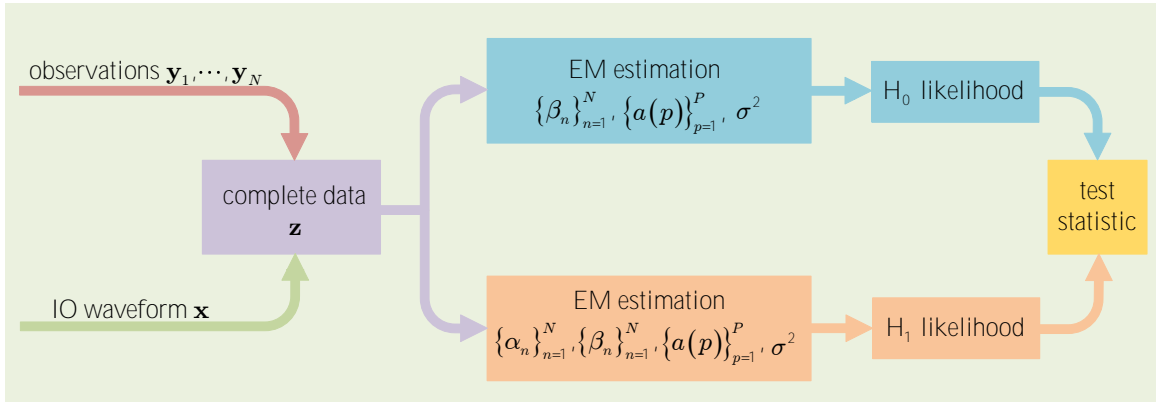 observations y₁,⋯,y_N
IO waveform x
complete data
z
EM estimation
{β_n}_{n=1}^N, {a(p)}_{p=1}^P, σ²
EM estimation
{α_n}_{n=1}^N, {β_n}_{n=1}^N, {a(p)}_{p=1}^P, σ²
H₀ likelihood
H₁ likelihood
test
statistic